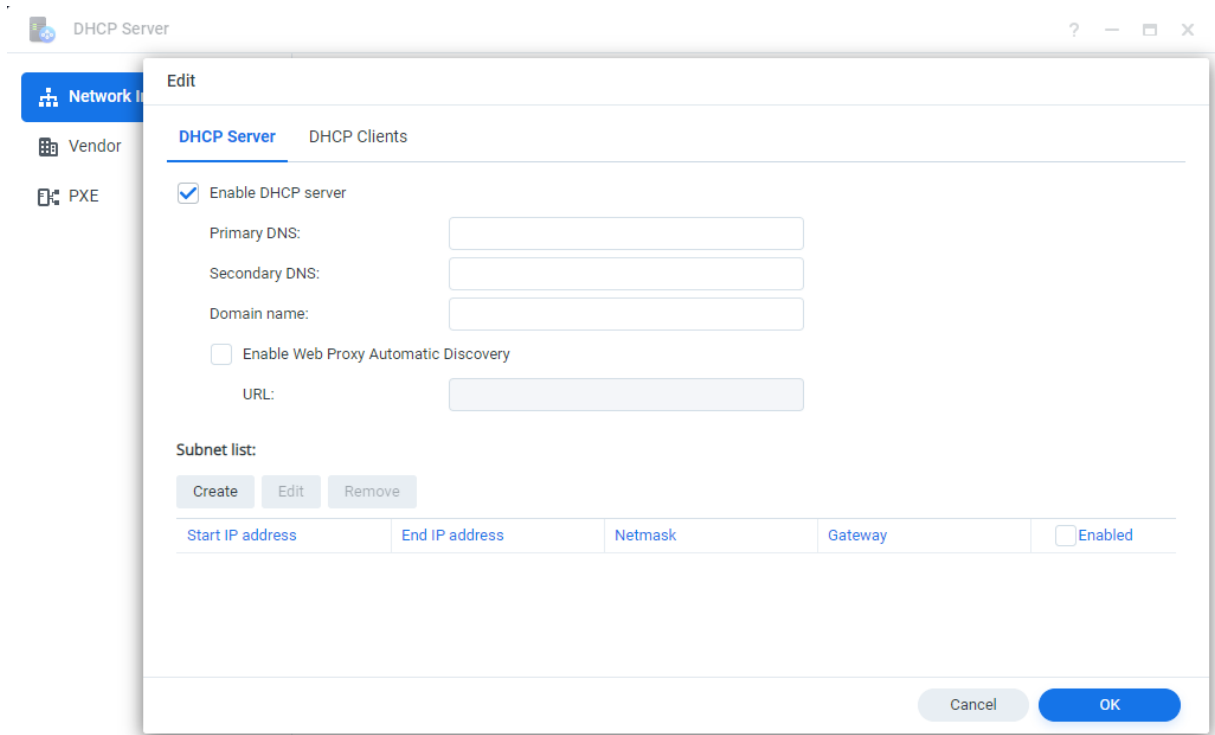 DHCP Server
?
Edit
Network I
DHCP Server DHCP Clients
Vendor
Enable DHCP server
PXE
Primary DNS:
Secondary DNS:
Domain name:
Enable Web Proxy Automatic Discovery
URL:
Subnet list:
Create Edit Remove
Start IP address End IP address Netmask Gateway Enabled
Cancel OK